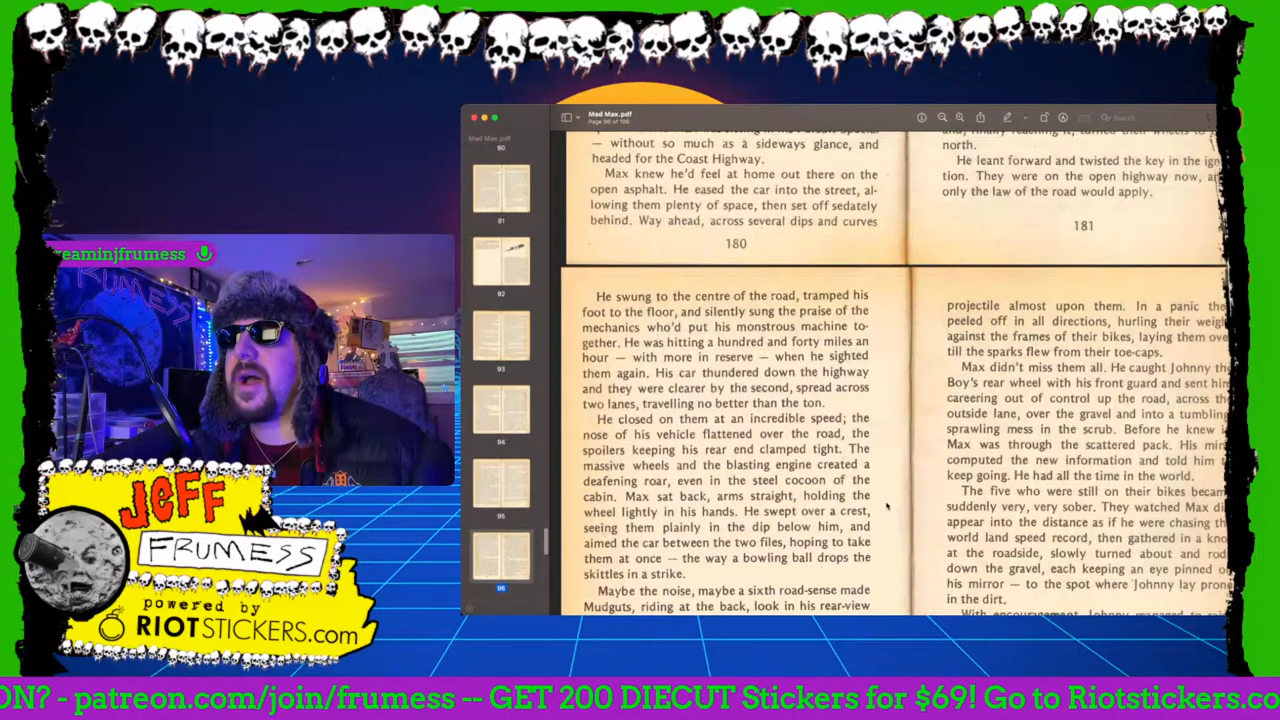 Mad Max.pdf
Mad Max.pdf
Search
90
91
92
93
94
95
96
— without so much as a sideways glance, and
headed for the Coast Highway.
Max knew he'd feel at home out there on the
open asphalt. He eased the car into the street, al-
lowing them plenty of space, then set off sedately
behind. Way ahead, across several dips and curves
180
north.
He leant forward and twisted the key in the
tion. They were on the open highway now,
only the law of the road would apply.
181
He swung to the centre of the road, tramped his
foot to the floor, and silently sung the praise of the
mechanics who'd put his monstrous machine to-
gether. He was hitting a hundred and forty miles an
hour — with more in reserve — when he sighted
them again. His car thundered down the highway
and they were clearer by the second, spread across
two lanes, travelling no better than the ton.
He closed on them at an incredible speed; the
nose of his vehicle flattened over the road, the
spoilers keeping his rear end clamped tight. The
massive wheels and the blasting engine created a
deafening roar, even in the steel cocoon of the
cabin. Max sat back, arms straight, holding the
wheel lightly in his hands. He swept over a crest,
seeing them plainly in the dip below him, and
aimed the car between the two files, hoping to take
them at once — the way a bowling ball drops the
skittles in a strike.
Maybe the noise, maybe a sixth road-sense made
Mudguts, riding at the back, look in his rear-view
projectile almost upon them. In a panic
peeled off in all directions, hurling their
against the frames of their bikes, laying them
till the sparks flew from their toe-caps.
Max didn't miss them all. He caught Johnny the
Boy's rear wheel with his front guard and sent him
careering out of control up the road, across the
outside lane, over the gravel and into a tumbling
sprawling mess in the scrub. Before he knew
Max was through the scattered pack. His
computed the new information and told him
keep going. He had all the time in the world.
The five who were still on their bikes
suddenly very, very sober. They watched Max
appear into the distance as if he were chasing
world land speed record, then gathered in a
at the roadside, slowly turned about and
down the gravel, each keeping an eye pinned
his mirror — to the spot where Johnny lay prone
in the dirt.
reaminjfrumess
FRUMESS
JEFF
FRUMESS
powered by
RIOTSTICKERS.com
ON? - patreon.com/join/frumess -- GET 200 DIECUT Stickers for $69! Go to Riotstickers.co